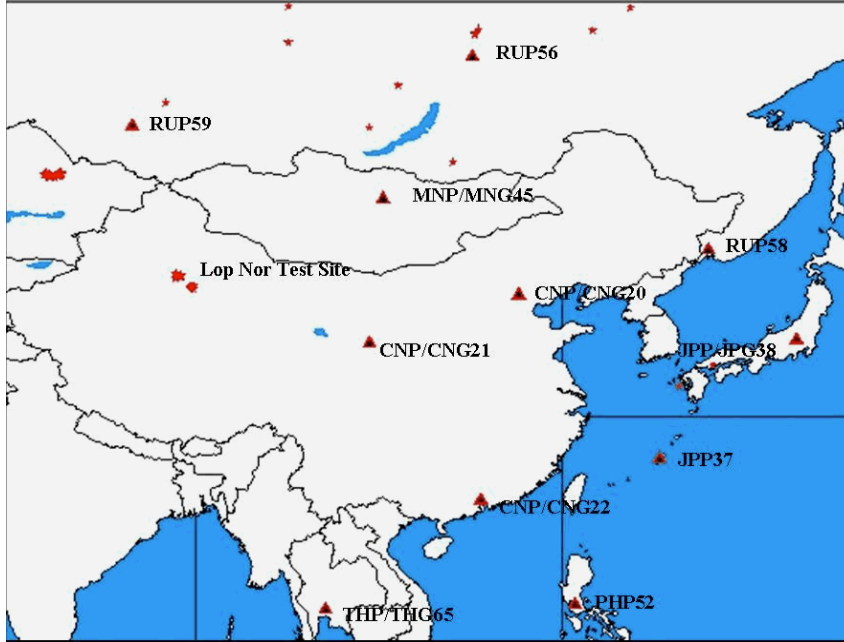 RUP56
RUP59
MNP/MNG45
RUP58
Lop Nor Test Site
CNP/CNG20
CNP/CNG21
JPP/JPG38
JPP37
CNP/CNG22
PHP52
THP/THG65